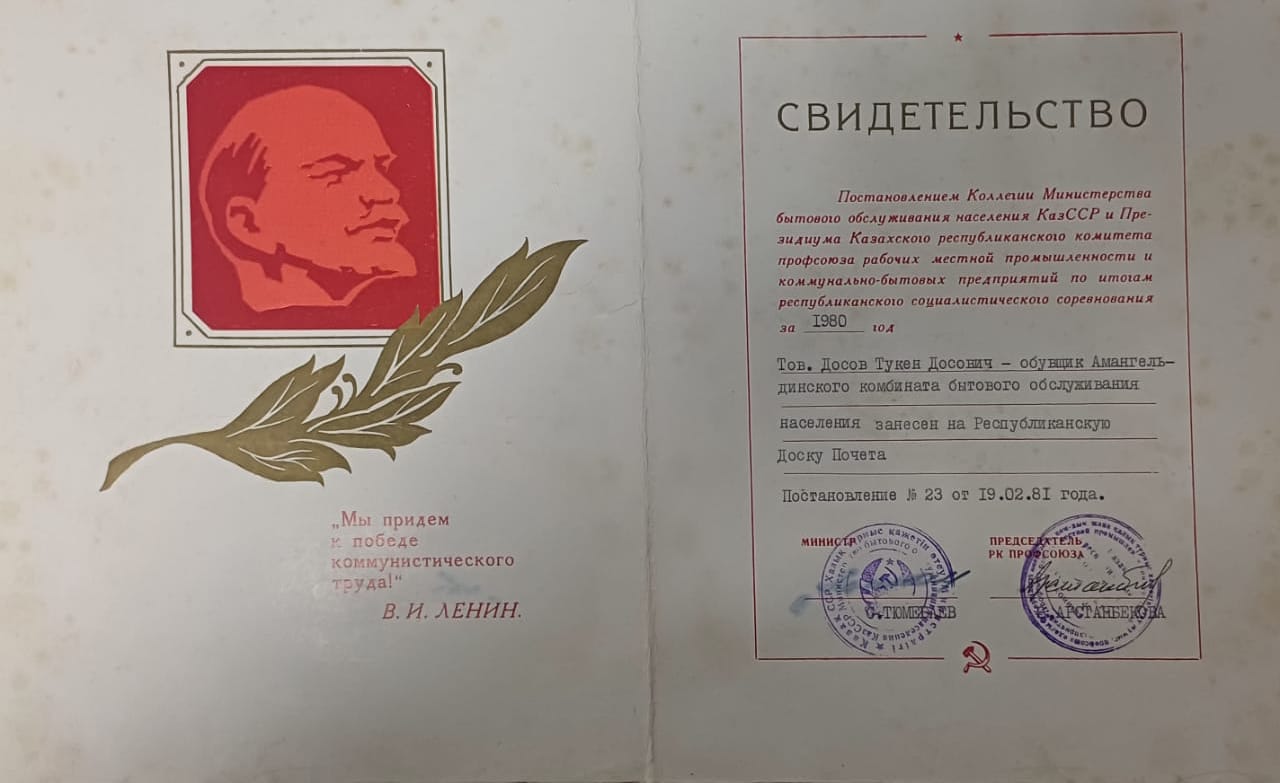 „Мы придем
к победе
коммунистического
труда!“
В. И. ЛЕНИН.
СВИДЕТЕЛЬСТВО
Постановлением Коллегии Министерства
бытового обслуживания населения КазССР и Пре-
зидиума Казахского республиканского комитета
профсоюза рабочих местной промышленности и
коммунально-бытовых предприятий по итогам
республиканского социалистического соревнования
за 1980 год
Тов. Досов Тукен Досович – обувщик Амангель-
динского комбината бытового обслуживания
населения занесен на Республиканскую
Доску Почета
Постановление № 23 от 19.02.81 года.
МИНИСТР
ПРЕДСЕДАТЕЛЬ
РК ПРОФСОЮЗА
АРСТАНБЕКОВА